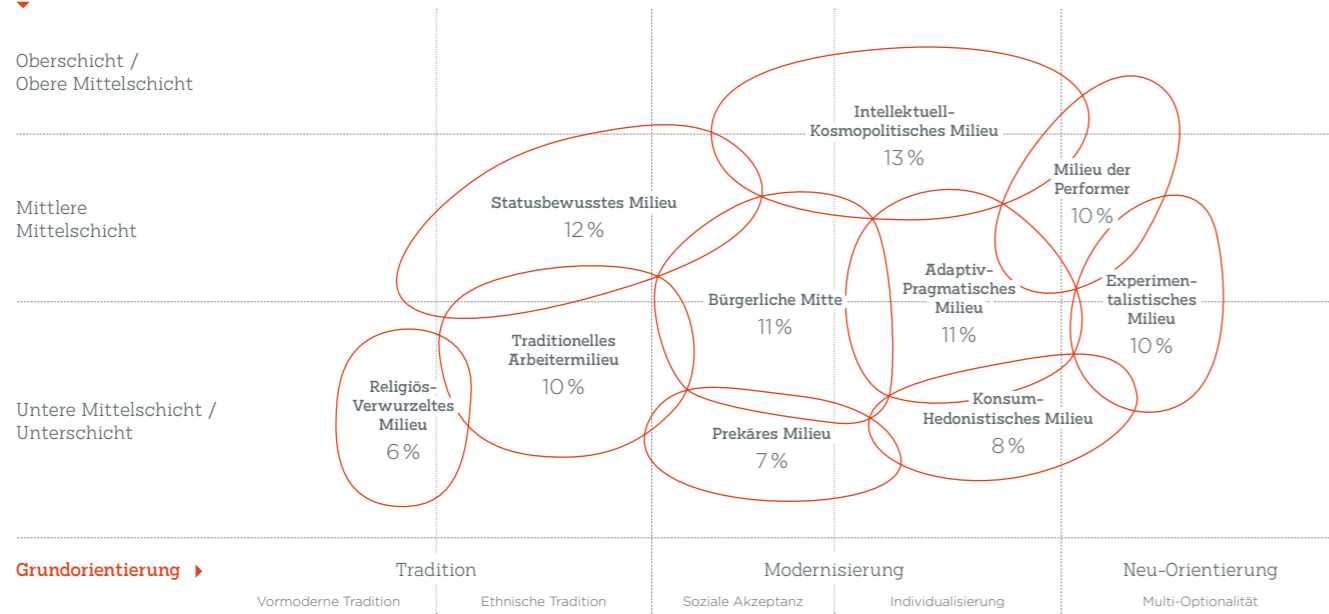 Oberschicht /
Obere Mittelschicht
Intellektuell-
Kosmopolitisches Milieu
13 %
Milieu der
Performer
10 %
Mittlere
Mittelschicht
Statusbewusstes Milieu
12 %
Bürgerliche Mitte
11 %
Adaptiv-
Pragmatisches
Milieu
11 %
Experimen-
talistisches
Milieu
10 %
Untere Mittelschicht /
Unterschicht
Religiös-
Verwurzeltes
Milieu
6 %
Traditionelles
Arbeitermilieu
10 %
Prekäres Milieu
7 %
Konsum-
Hedonistisches Milieu
8 %
Grundorientierung
Tradition
Modernisierung
Neu-Orientierung
Vormoderne Tradition
Ethnische Tradition
Soziale Akzeptanz
Individualisierung
Multi-Optionalität